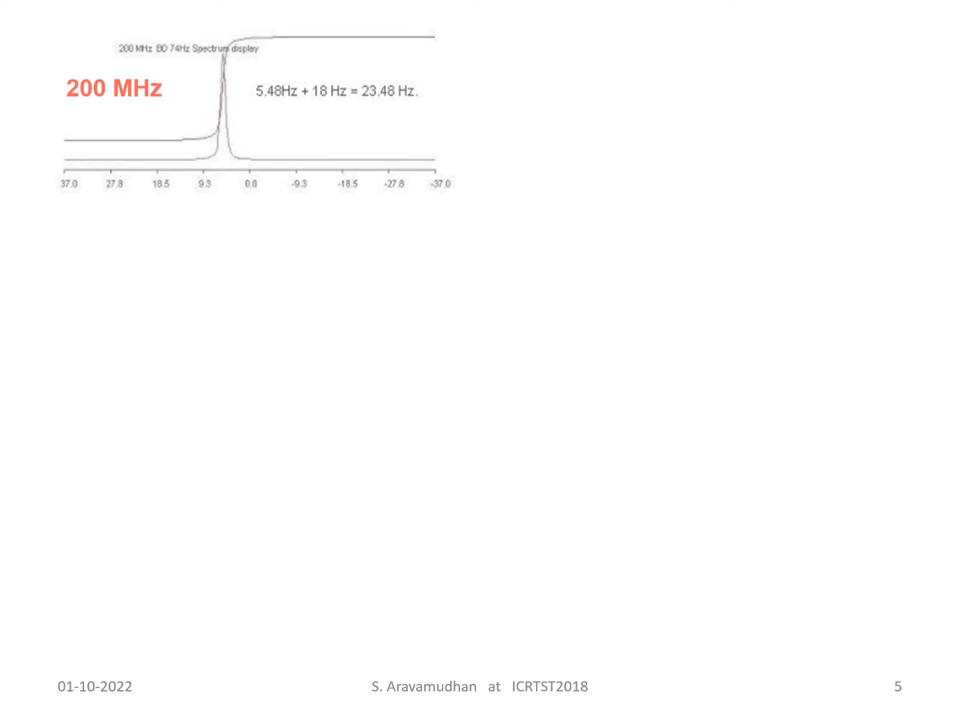 200 MHz BD 74Hz Spectrum display
200 MHz
5.48Hz + 18 Hz = 23.48 Hz.
37.0 27.8 18.5 9.3 0.0 -9.3 -18.5 -27.8 -37.0
01-10-2022 S. Aravamudhan at ICRTST2018 5